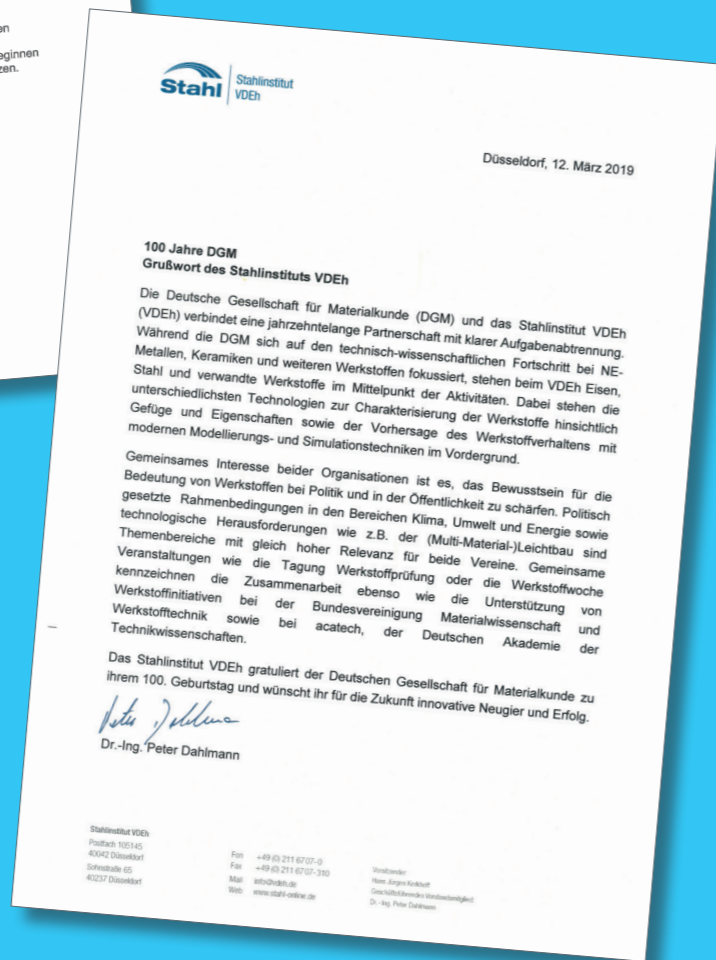 en
eginnen
zen.
Stahl
Stahlinstitut
VDEh
Düsseldorf, 12. März 2019
100 Jahre DGM
Grußwort des Stahlinstituts VDEh
Die Deutsche Gesellschaft für Materialkunde (DGM) und das Stahlinstitut VDEh
(VDEh) verbindet eine jahrzehntelange Partnerschaft mit klarer Aufgabenabtrennung.
Während die DGM sich auf den technisch-wissenschaftlichen Fortschritt bei NE-
Metallen, Keramiken und weiteren Werkstoffen fokussiert, stehen beim VDEh Eisen,
Stahl und verwandte Werkstoffe im Mittelpunkt der Aktivitäten. Dabei stehen die
unterschiedlichsten Technologien zur Charakterisierung der Werkstoffe hinsichtlich
Gefüge und Eigenschaften sowie der Vorhersage des Werkstoffverhaltens mit
modernen Modellierungs- und Simulationstechniken im Vordergrund.
Gemeinsames Interesse beider Organisationen ist es, das Bewusstsein für die
Bedeutung von Werkstoffen bei Politik und in der Öffentlichkeit zu schärfen. Politisch
gesetzte Rahmenbedingungen in den Bereichen Klima, Umwelt und Energie sowie
technologische Herausforderungen wie z.B. der (Multi-Material-)Leichtbau sind
Themenbereiche mit gleich hoher Relevanz für beide Vereine. Gemeinsame
Veranstaltungen wie die Tagung Werkstoffprüfung oder die Werkstoffwoche
kennzeichnen die Zusammenarbeit ebenso wie die Unterstützung von
Werkstoffinitiativen bei der Bundesvereinigung Materialwissenschaft und
Werkstofftechnik sowie bei acatech, der Deutschen Akademie der
Technikwissenschaften.
Das Stahlinstitut VDEh gratuliert der Deutschen Gesellschaft für Materialkunde zu
ihrem 100. Geburtstag und wünscht ihr für die Zukunft innovative Neugier und Erfolg.
Peter Dahlmann
Dr.-Ing. Peter Dahlmann
Stahlinstitut VDEh
Postfach 105145
40042 Düsseldorf
Sohnstraße 65
40237 Düsseldorf
Fon +49 (0) 211 6707-0
Fax +49 (0) 211 6707-310
Mail info@vdeh.de
Web www.stahl-online.de
Vorsitzender
Hans Jürgen Kerkhoff
Geschäftsführendes Vorstandsmitglied
Dr. -Ing. Peter Dahlmann